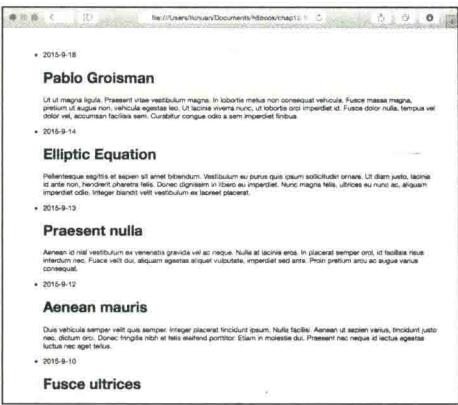 file:///Users/lichuan/Documents/h5book/chap12
• 2015-9-18
Pablo Groisman
Ut ut magna ligula. Praesent vitae vestibulum magna. In lobortis metus non consequat vehicula. Fusce massa magna,
pretium ut augue non, vehicula egestas leo. Ut lacinia viverra nunc, ut lobortis orci imperdiet id. Fusce dolor nulla, tempus vel
dolor vel, accumsan facilisis sem. Curabitur congue odio a sem imperdiet finibus.
• 2015-9-14
Elliptic Equation
Pellentesque sagittis et sapien sit amet bibendum. Vestibulum eu purus quis ipsum sollicitudin ornare. Ut diam justo, lacinia
id ante non, hendrerit pharetra felis. Donec dignissim in libero eu imperdiet. Nunc magna felis, ultrices eu nunc ac, aliquam
imperdiet odio. Integer blandit velit vestibulum ex laoreet placerat.
• 2015-9-13
Praesent nulla
Aenean id nisl vestibulum ex venenatis gravida vel ac neque. Nulla at lacinia eros. In placerat semper orci, id facilisis risus
interdum nec. Fusce velit dui, aliquam egestas aliquet vulputate, imperdiet sed ante. Proin pretium arcu ac augue varius
consequat.
• 2015-9-12
Aenean mauris
Duis vehicula semper velit quis semper. Integer placerat tincidunt ipsum. Nulla facilisi. Aenean ut sapien varius, tincidunt justo
nec, dictum orci. Donec fringilla nibh et felis eleifend porttitor. Etiam in molestie dui. Praesent nec neque id lectus egestas
luctus nec eget tellus.
• 2015-9-10
Fusce ultrices